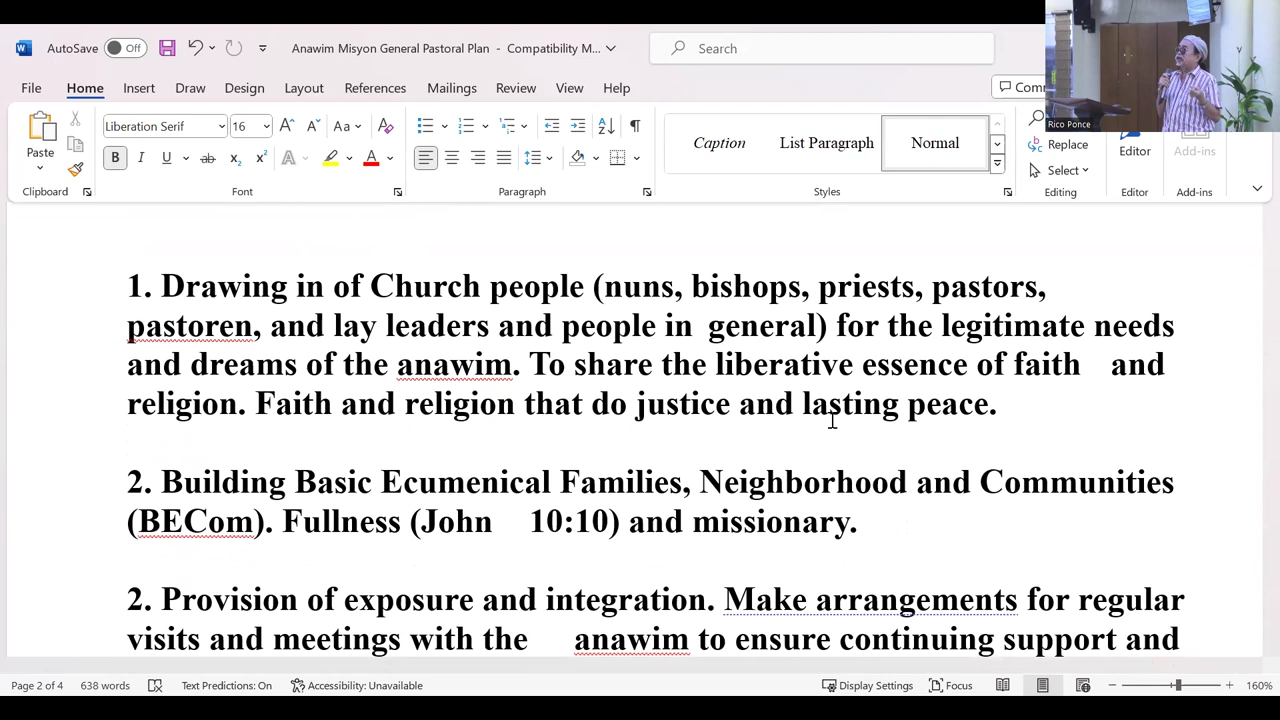 AutoSave Off Anawim Misyon General Pastoral Plan - Compatibility M... Search
File Home Insert Draw Design Layout References Mailings Review View Help Com
Rico Ponce
Paste Liberation Serif 16 Aa Caption List Paragraph Normal Replace Select Editor Add-ins
B I U ab x2 x2 A A
Clipboard Font Paragraph Styles Editing Editor Add-ins
1. Drawing in of Church people (nuns, bishops, priests, pastors,
pastoren, and lay leaders and people in general) for the legitimate needs
and dreams of the anawim. To share the liberative essence of faith and
religion. Faith and religion that do justice and lasting peace.
2. Building Basic Ecumenical Families, Neighborhood and Communities
(BECom). Fullness (John 10:10) and missionary.
2. Provision of exposure and integration. Make arrangements for regular
visits and meetings with the anawim to ensure continuing support and
Page 2 of 4 638 words Text Predictions: On Accessibility: Unavailable Display Settings Focus 160%